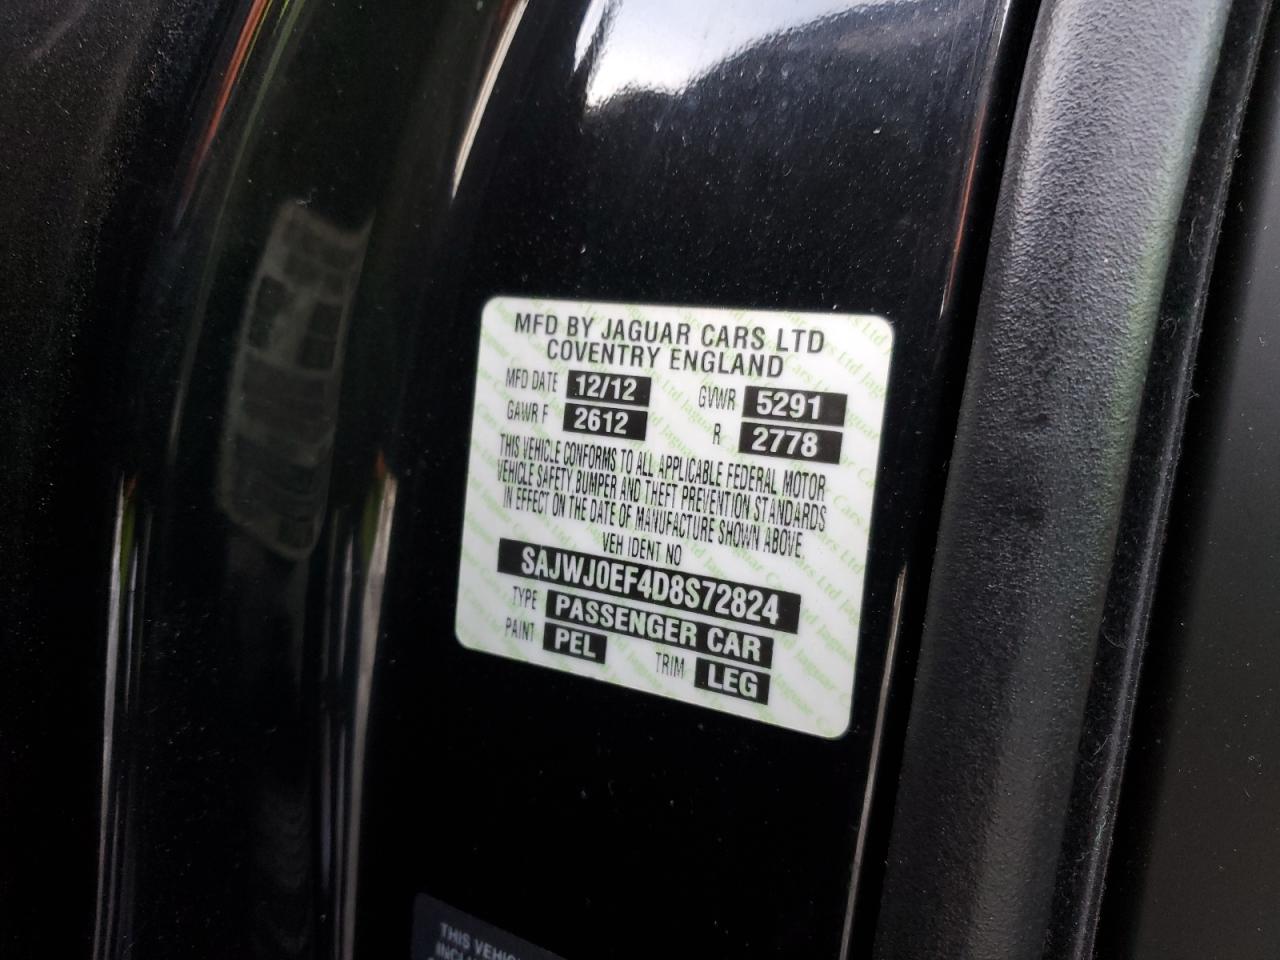 MFD BY JAGUAR CARS LTD
COVENTRY ENGLAND
MFD DATE 12/12 GVWR 5291
GAWR F 2612 R 2778
THIS VEHICLE CONFORMS TO ALL APPLICABLE FEDERAL MOTOR
VEHICLE SAFETY BUMPER AND THEFT PREVENTION STANDARDS
IN EFFECT ON THE DATE OF MANUFACTURE SHOWN ABOVE.
VEH IDENT NO
SAJWJ0EF4D8S72824
TYPE PASSENGER CAR
PAINT PEL TRIM LEG
THIS VEHIC